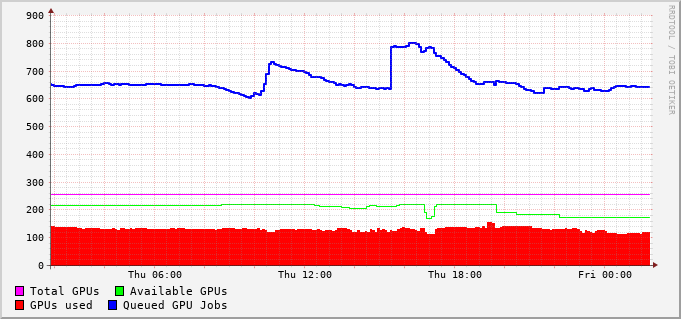 RRDTOOL / TOBI OETIKER
900
800
700
600
500
400
300
200
100
0
Thu 06:00 Thu 12:00 Thu 18:00 Fri 00:00
Total GPUs Available GPUs
GPUs used Queued GPU Jobs